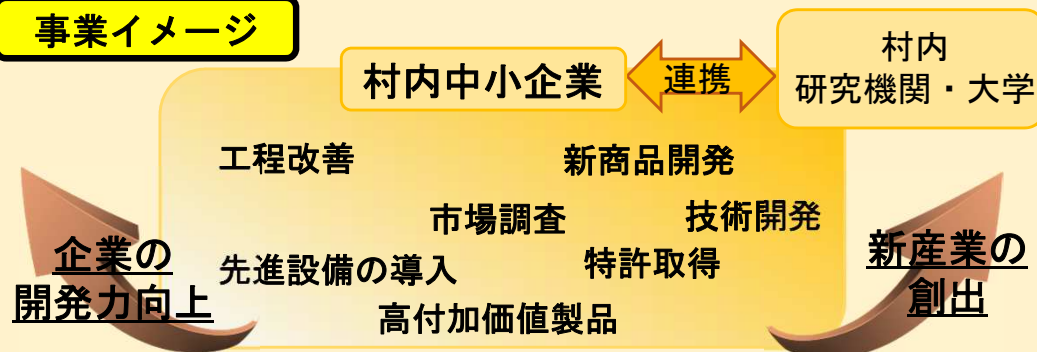 事業イメージ
村内中小企業
連携
村内
研究機関・大学
工程改善
新商品開発
市場調査
技術開発
企業の
開発力向上
先進設備の導入
特許取得
新産業の
創出
高付加価値製品